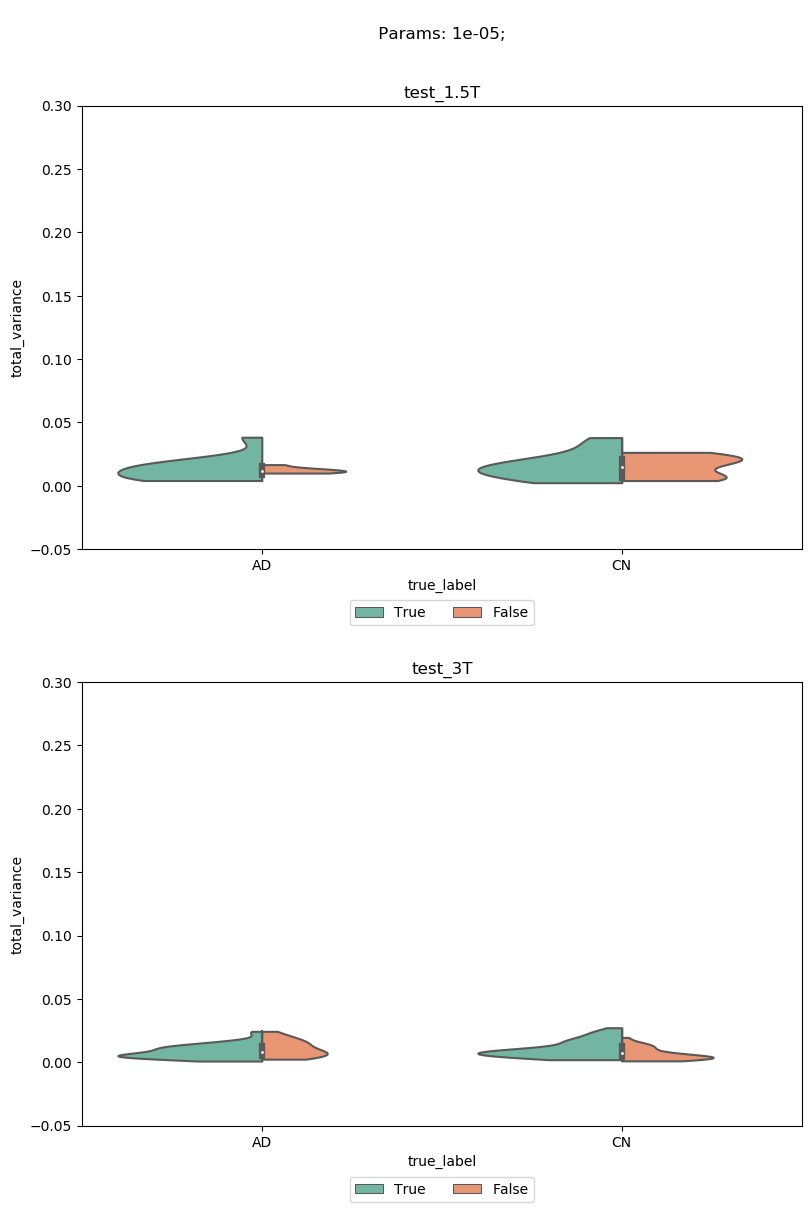 Params: 1e-05;
test_1.5T
0.30
0.25
0.20
0.15
0.10
0.05
0.00
−0.05
total_variance
AD CN
true_label
True False
test_3T
0.30
0.25
0.20
0.15
0.10
0.05
0.00
−0.05
total_variance
AD CN
true_label
True False